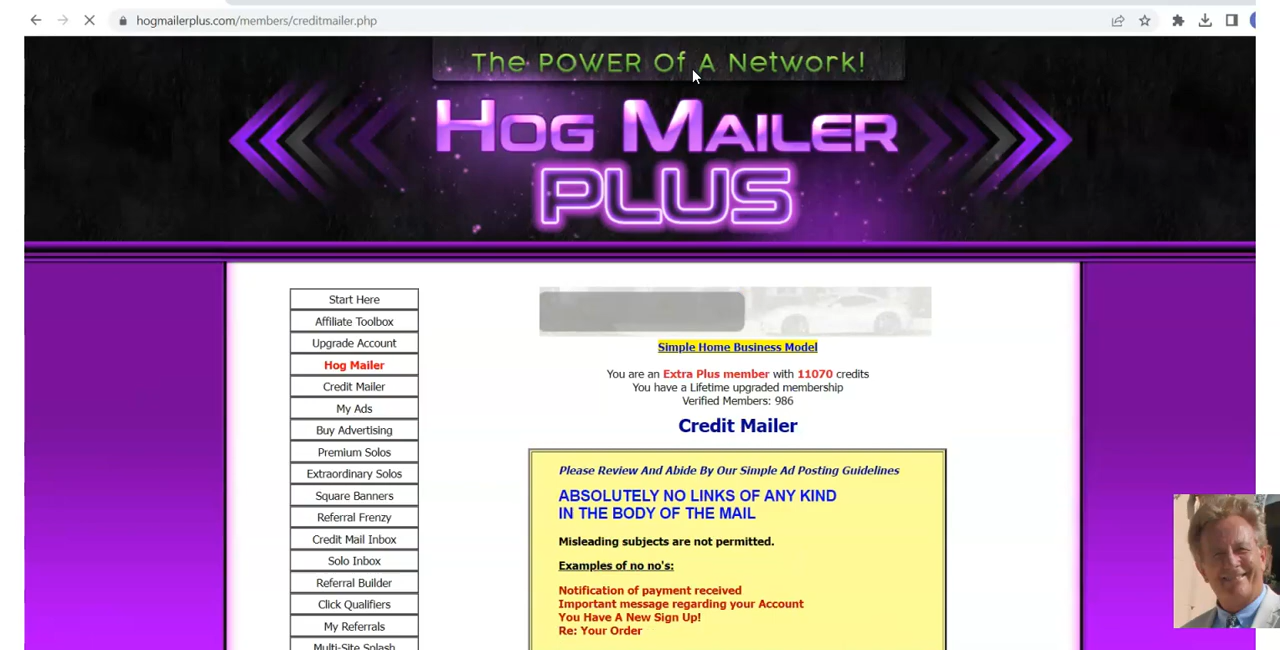 hogmailerplus.com/members/creditmailer.php
The POWER Of A Network!
HOG MAILER
PLUS
Start Here
Affiliate Toolbox
Upgrade Account
Hog Mailer
Credit Mailer
My Ads
Buy Advertising
Premium Solos
Extraordinary Solos
Square Banners
Referral Frenzy
Credit Mail Inbox
Solo Inbox
Referral Builder
Click Qualifiers
My Referrals
Multi-Site Splash
Simple Home Business Model
You are an Extra Plus member with 11070 credits
You have a Lifetime upgraded membership
Verified Members: 986
Credit Mailer
Please Review And Abide By Our Simple Ad Posting Guidelines
ABSOLUTELY NO LINKS OF ANY KIND
IN THE BODY OF THE MAIL
Misleading subjects are not permitted.
Examples of no no's:
Notification of payment received
Important message regarding your Account
You Have A New Sign Up!
Re: Your Order